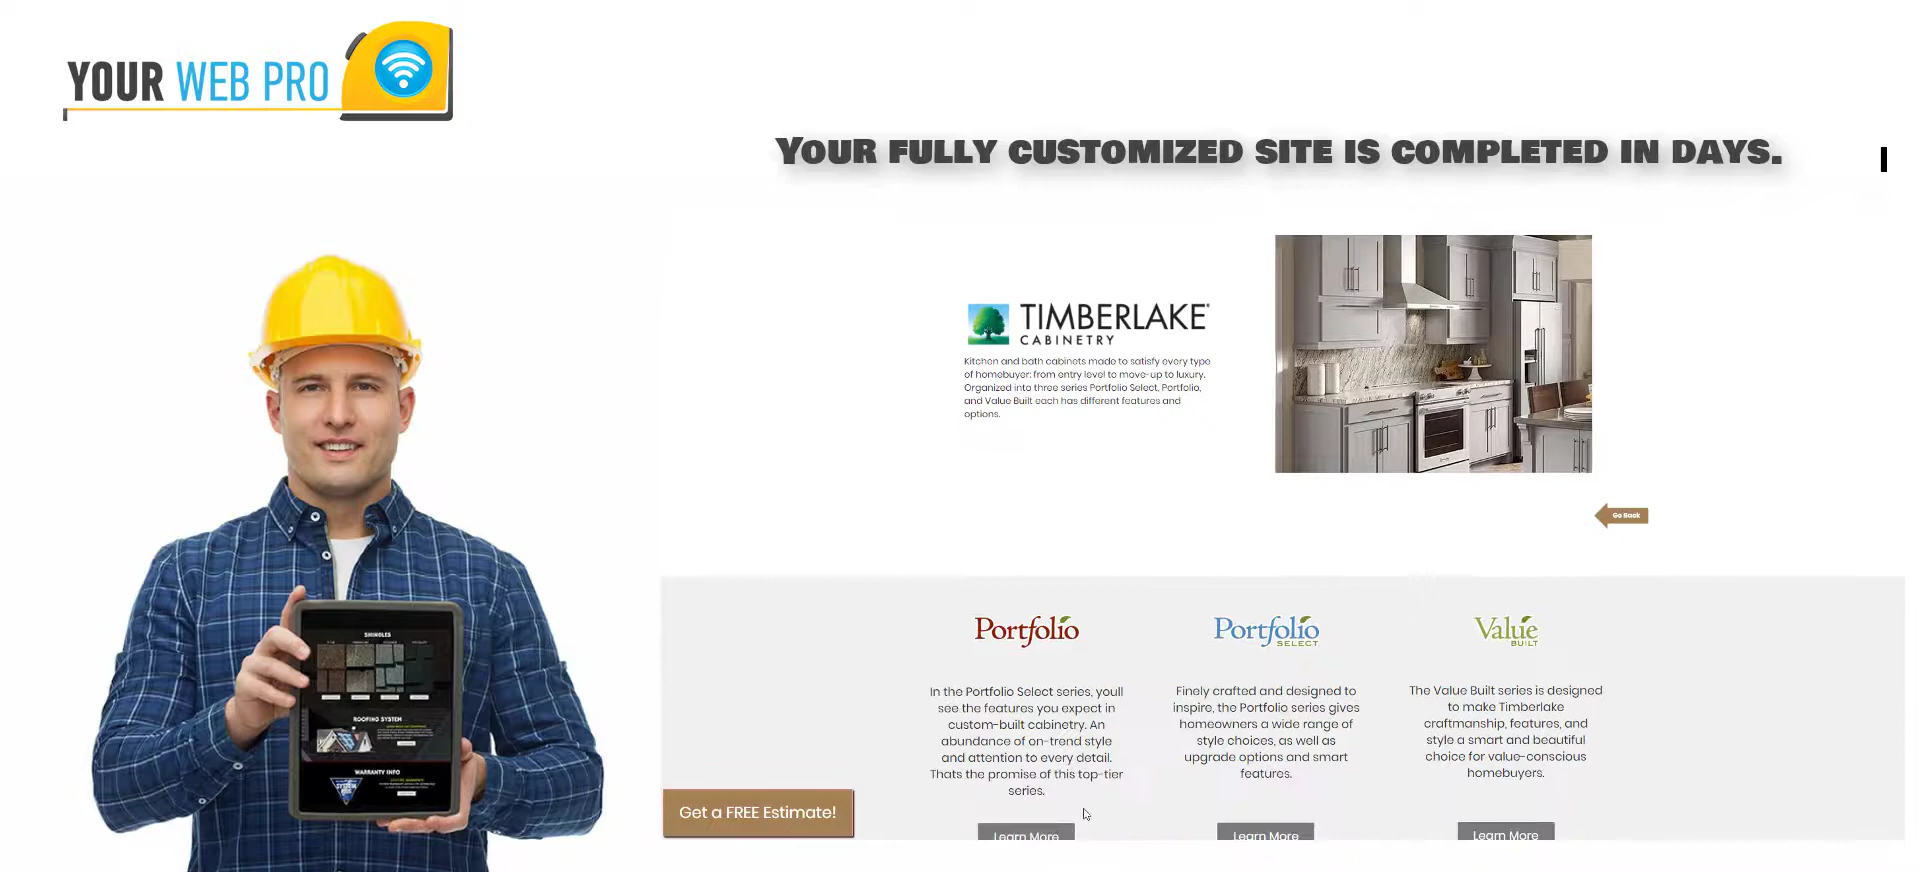 YOUR WEB PRO
YOUR FULLY CUSTOMIZED SITE IS COMPLETED IN DAYS.
TIMBERLAKE
CABINETRY
Kitchen and bath cabinets made to satisfy every type
of homebuyer: from entry level to move-up to luxury.
Organized into three series Portfolio Select, Portfolio,
and Value Built each has different features and
options.
Go Back
Portfolio
In the Portfolio Select series, youll
see the features you expect in
custom-built cabinetry. An
abundance of on-trend style
and attention to every detail.
Thats the promise of this top-tier
series.
Learn More
Portfolio
SELECT
Finely crafted and designed to
inspire, the Portfolio series gives
homeowners a wide range of
style choices, as well as
upgrade options and smart
features.
Learn More
Value
BUILT
The Value Built series is designed
to make Timberlake
craftmanship, features, and
style a smart and beautiful
choice for value-conscious
homebuyers.
Learn More
Get a FREE Estimate!
SHINGLES
ROOFING SYSTEM
WARRANTY INFO